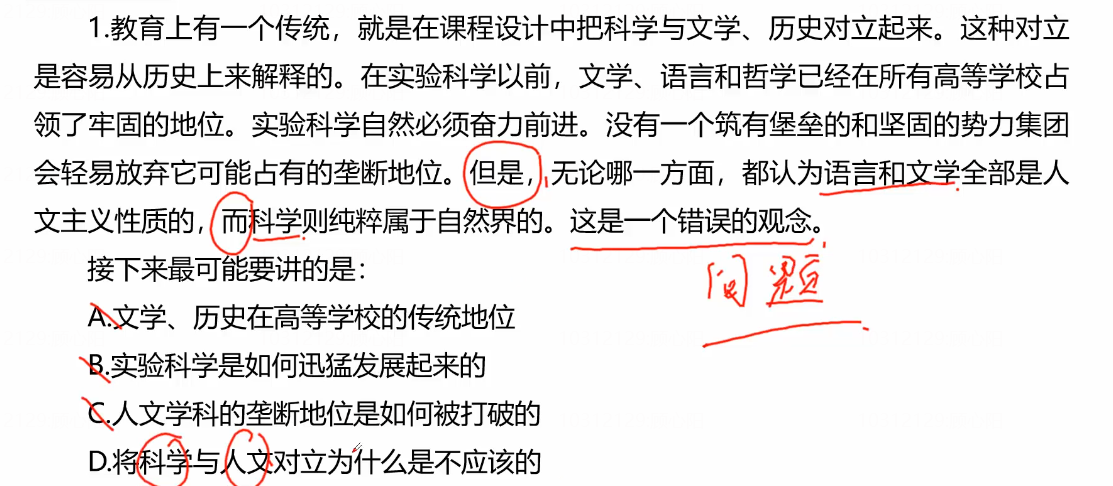 1.教育上有一个传统，就是在课程设计中把科学与文学、历史对立起来。这种对立
是容易从历史上来解释的。在实验科学以前，文学、语言和哲学已经在所有高等学校占
领了牢固的地位。实验科学自然必须奋力前进。没有一个筑有堡垒的和坚固的势力集团
会轻易放弃它可能占有的垄断地位。但是，无论哪一方面，都认为语言和文学全部是人
文主义性质的，而科学则纯粹属于自然界的。这是一个错误的观念。
问题
接下来最可能要讲的是：
A.文学、历史在高等学校的传统地位
B.实验科学是如何迅猛发展起来的
C.人文学科的垄断地位是如何被打破的
D.将科学与人文对立为什么是不应该的